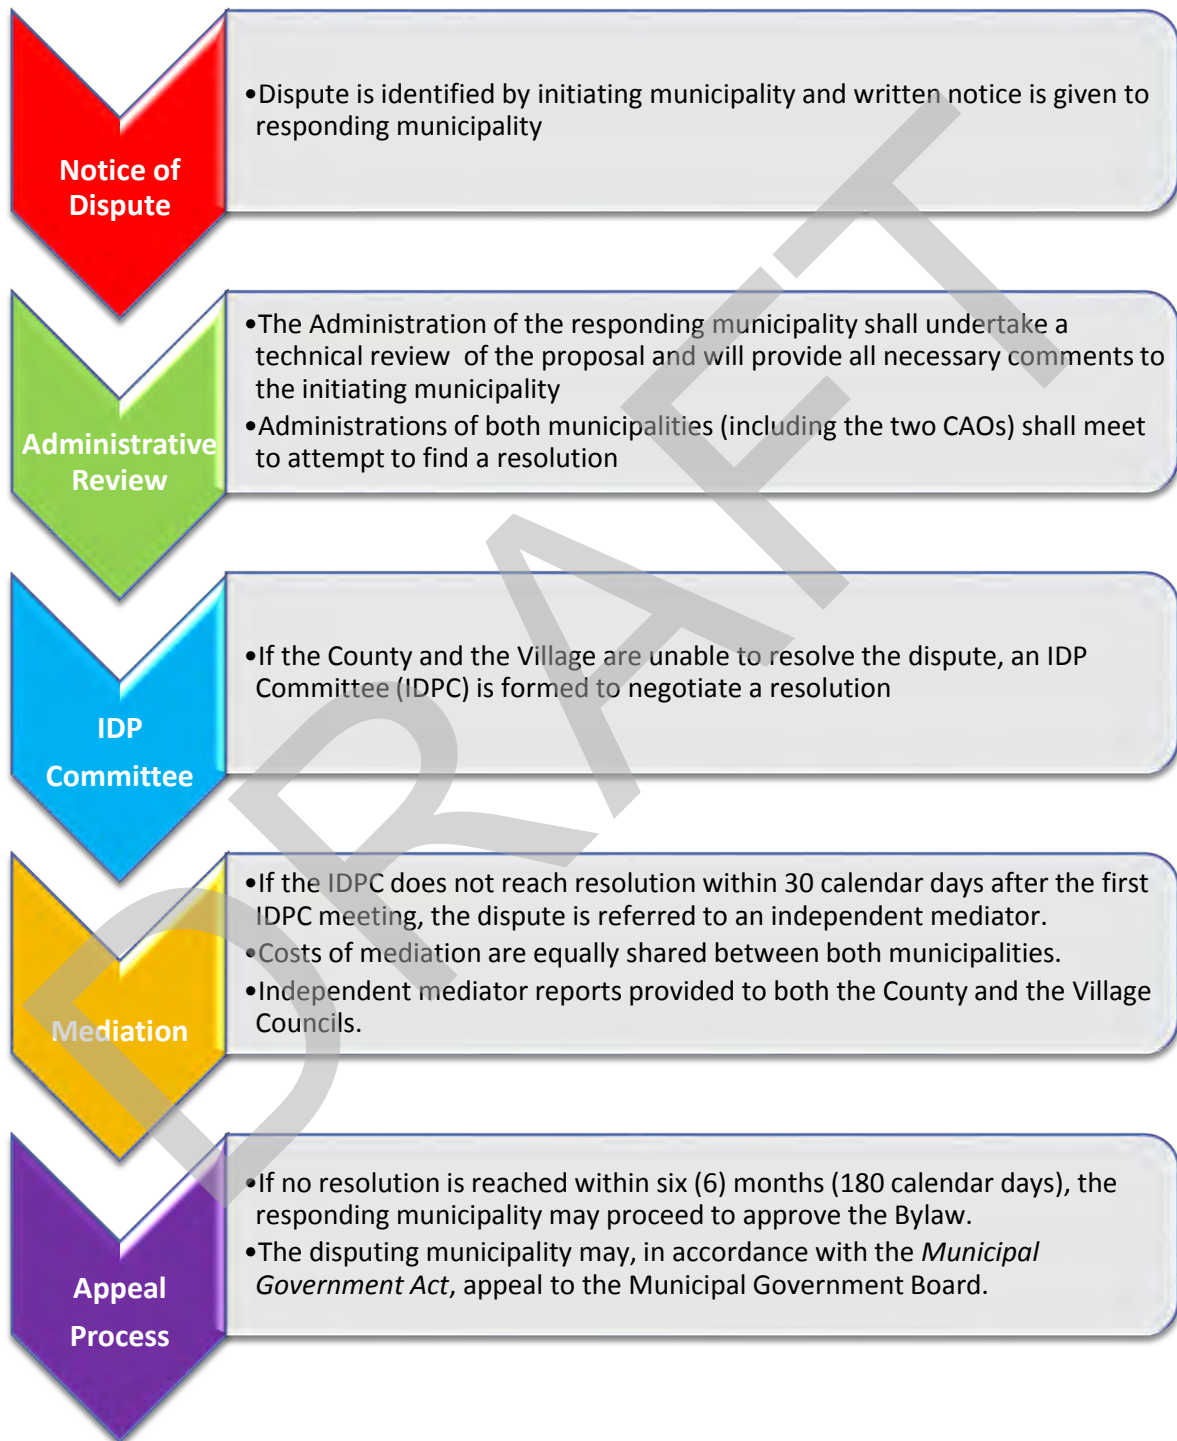 Notice of
Dispute
•Dispute is identified by initiating municipality and written notice is given to
responding municipality
Administrative
Review
•The Administration of the responding municipality shall undertake a
technical review of the proposal and will provide all necessary comments to
the initiating municipality
•Administrations of both municipalities (including the two CAOs) shall meet
to attempt to find a resolution
IDP
Committee
•If the County and the Village are unable to resolve the dispute, an IDP
Committee (IDPC) is formed to negotiate a resolution
Mediation
•If the IDPC does not reach resolution within 30 calendar days after the first
IDPC meeting, the dispute is referred to an independent mediator.
•Costs of mediation are equally shared between both municipalities.
•Independent mediator reports provided to both the County and the Village
Councils.
Appeal
Process
•If no resolution is reached within six (6) months (180 calendar days), the
responding municipality may proceed to approve the Bylaw.
•The disputing municipality may, in accordance with the Municipal
Government Act, appeal to the Municipal Government Board.
DRAFT